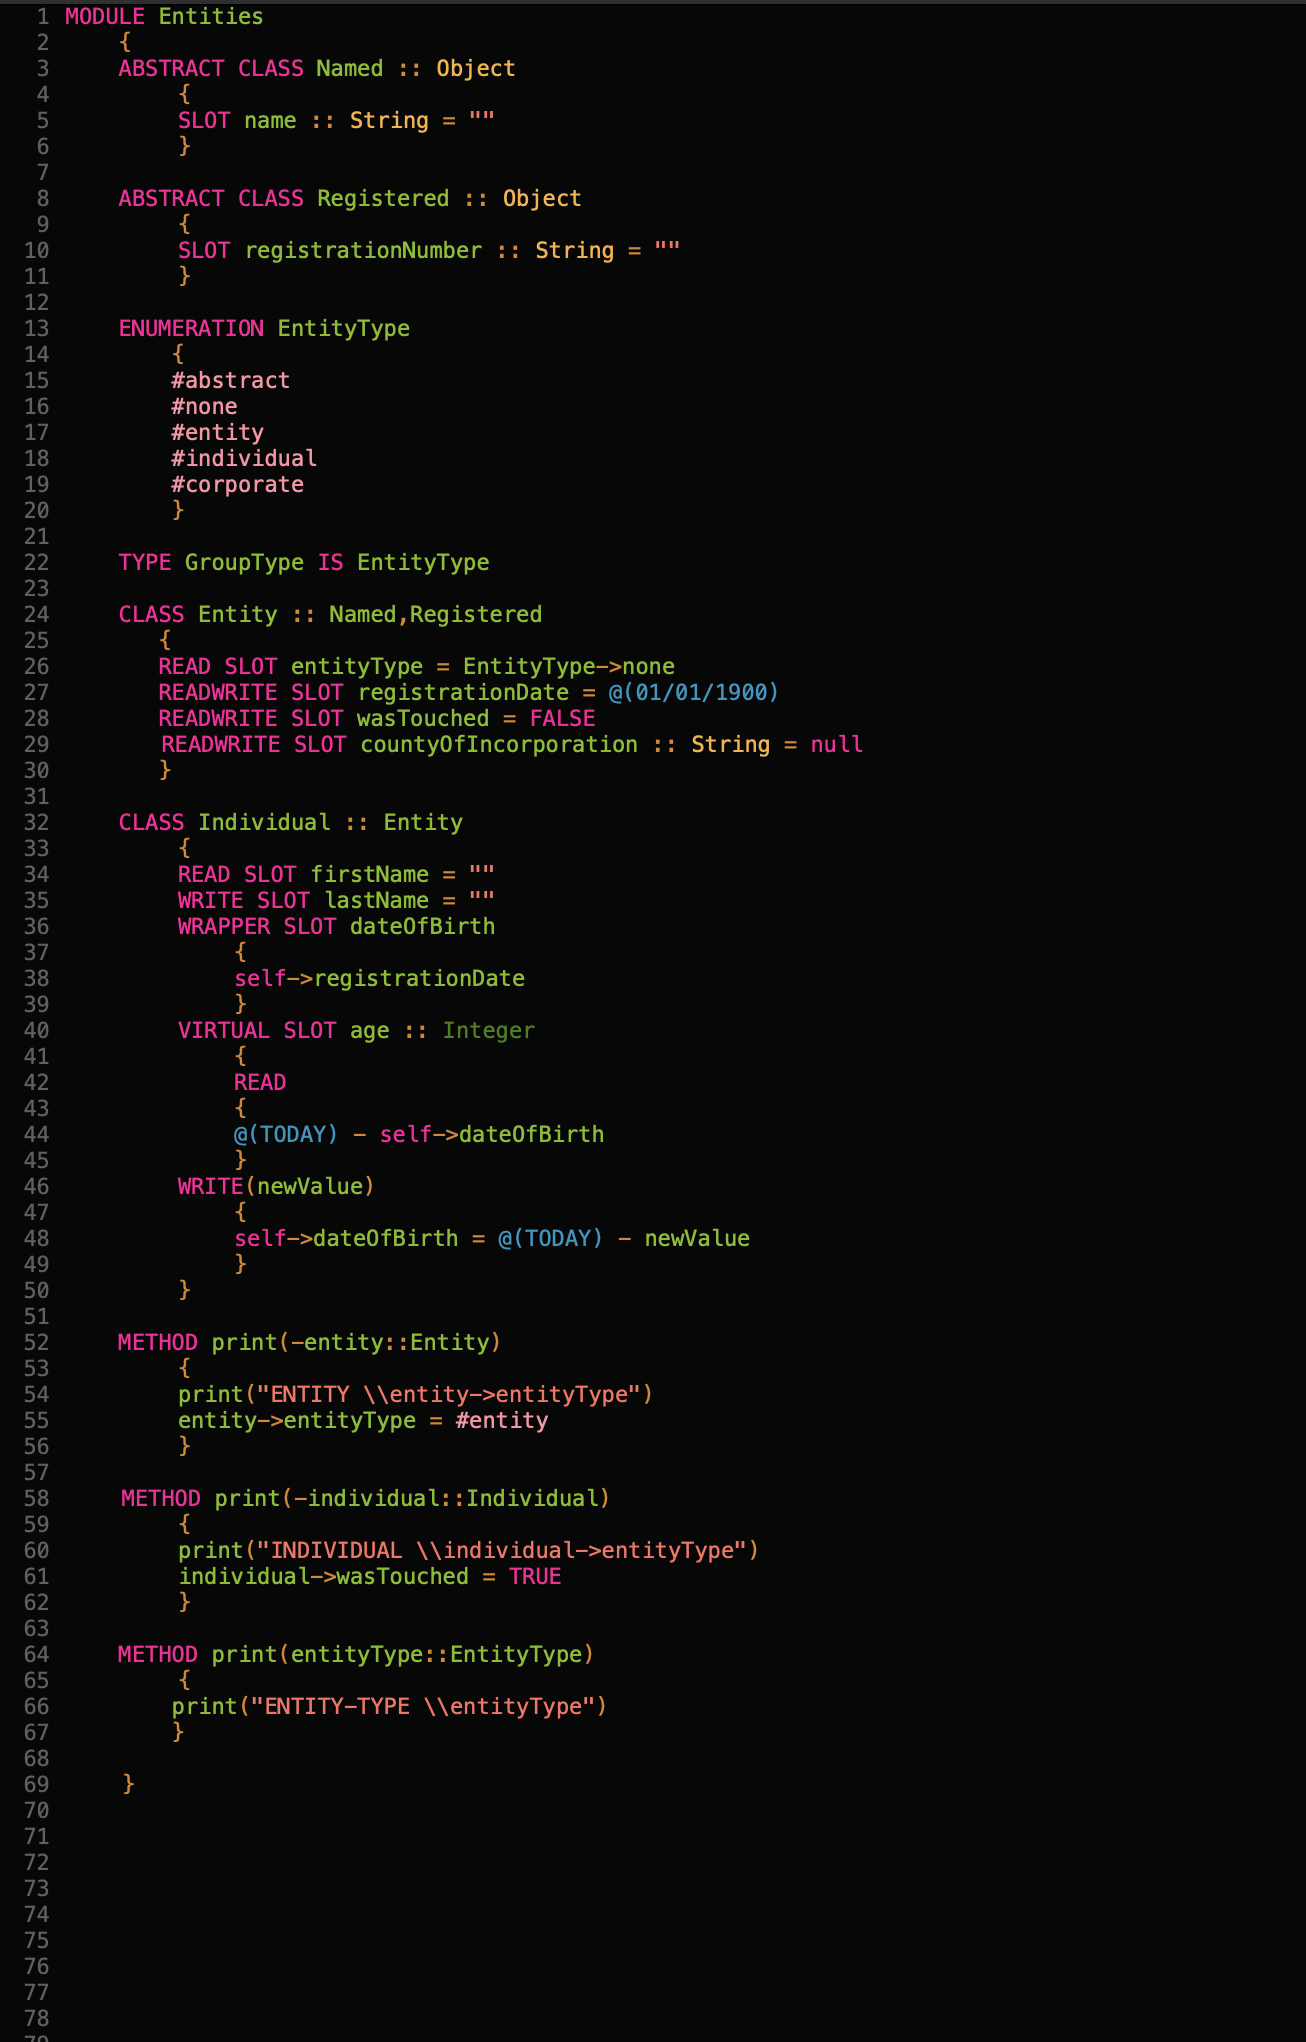 1 MODULE Entities
2 {
3 ABSTRACT CLASS Named :: Object
4 {
5 SLOT name :: String = ""
6 }
7
8 ABSTRACT CLASS Registered :: Object
9 {
10 SLOT registrationNumber :: String = ""
11 }
12
13 ENUMERATION EntityType
14 {
15 #abstract
16 #none
17 #entity
18 #individual
19 #corporate
20 }
21
22 TYPE GroupType IS EntityType
23
24 CLASS Entity :: Named,Registered
25 {
26 READ SLOT entityType = EntityType->none
27 READWRITE SLOT registrationDate = @(01/01/1900)
28 READWRITE SLOT wasTouched = FALSE
29 READWRITE SLOT countyOfIncorporation :: String = null
30 }
31
32 CLASS Individual :: Entity
33 {
34 READ SLOT firstName = ""
35 WRITE SLOT lastName = ""
36 WRAPPER SLOT dateOfBirth
37 {
38 self->registrationDate
39 }
40 VIRTUAL SLOT age :: Integer
41 {
42 READ
43 {
44 @(TODAY) - self->dateOfBirth
45 }
46 WRITE(newValue)
47 {
48 self->dateOfBirth = @(TODAY) - newValue
49 }
50 }
51
52 METHOD print(-entity::Entity)
53 {
54 print("ENTITY \\entity->entityType")
55 entity->entityType = #entity
56 }
57
58 METHOD print(-individual::Individual)
59 {
60 print("INDIVIDUAL \\individual->entityType")
61 individual->wasTouched = TRUE
62 }
63
64 METHOD print(entityType::EntityType)
65 {
66 print("ENTITY-TYPE \\entityType")
67 }
68
69 }
70
71
72
73
74
75
76
77
78
79